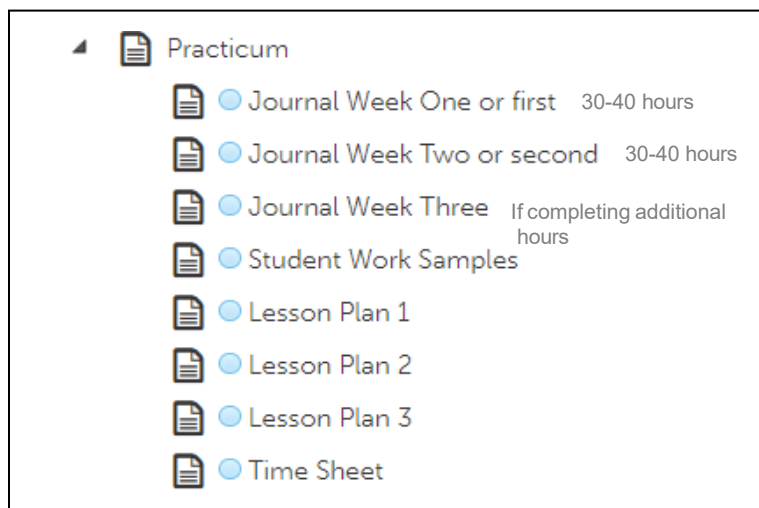 Practicum
Journal Week One or first 30-40 hours
Journal Week Two or second 30-40 hours
Journal Week Three If completing additional
hours
Student Work Samples
Lesson Plan 1
Lesson Plan 2
Lesson Plan 3
Time Sheet